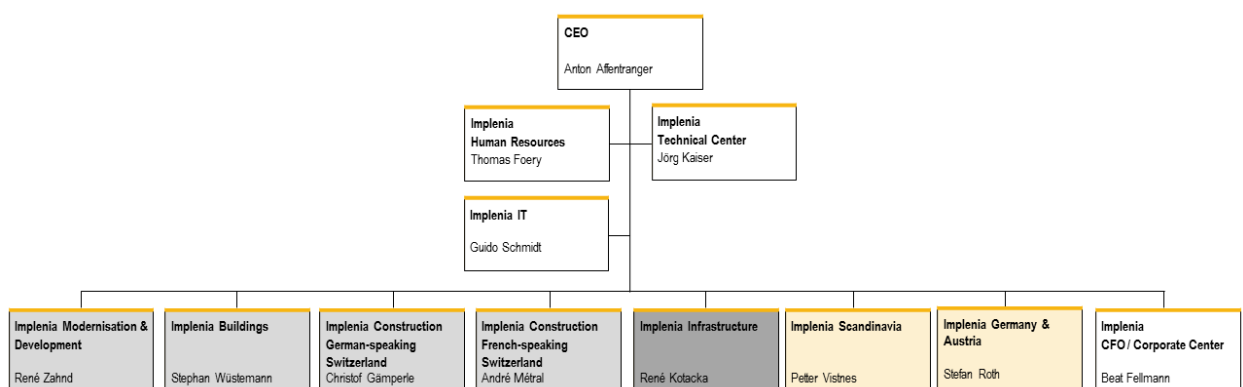 CEO
Anton Affentranger
Implenia
Human Resources
Thomas Foery
Implenia
Technical Center
Jörg Kaiser
Implenia IT
Guido Schmidt
Implenia Modernisation &
Development
René Zahnd
Implenia Buildings
Stephan Wüstemann
Implenia Construction
German-speaking
Switzerland
Christof Gämperle
Implenia Construction
French-speaking
Switzerland
André Métral
Implenia Infrastructure
René Kotacka
Implenia Scandinavia
Petter Vistnes
Implenia Germany &
Austria
Stefan Roth
Implenia
CFO / Corporate Center
Beat Fellmann